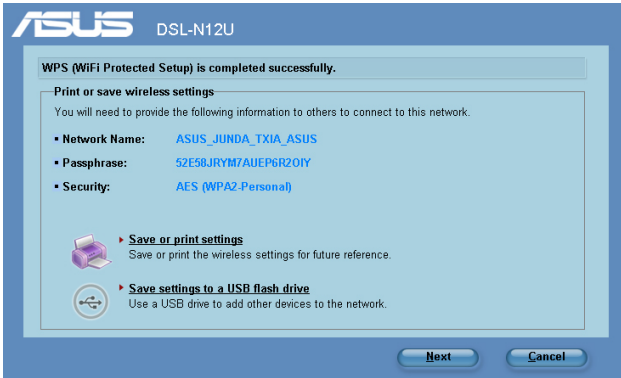 ASUS DSL-N12U
WPS (WiFi Protected Setup) is completed successfully.
Print or save wireless settings
You will need to provide the following information to others to connect to this network.
Network Name: ASUS_JUNDA_TXIA_ASUS
Passphrase: 52E58JRYM7AUEP6R2OIY
Security: AES (WPA2-Personal)
Save or print settings
Save or print the wireless settings for future reference.
Save settings to a USB flash drive
Use a USB drive to add other devices to the network.
Next Cancel